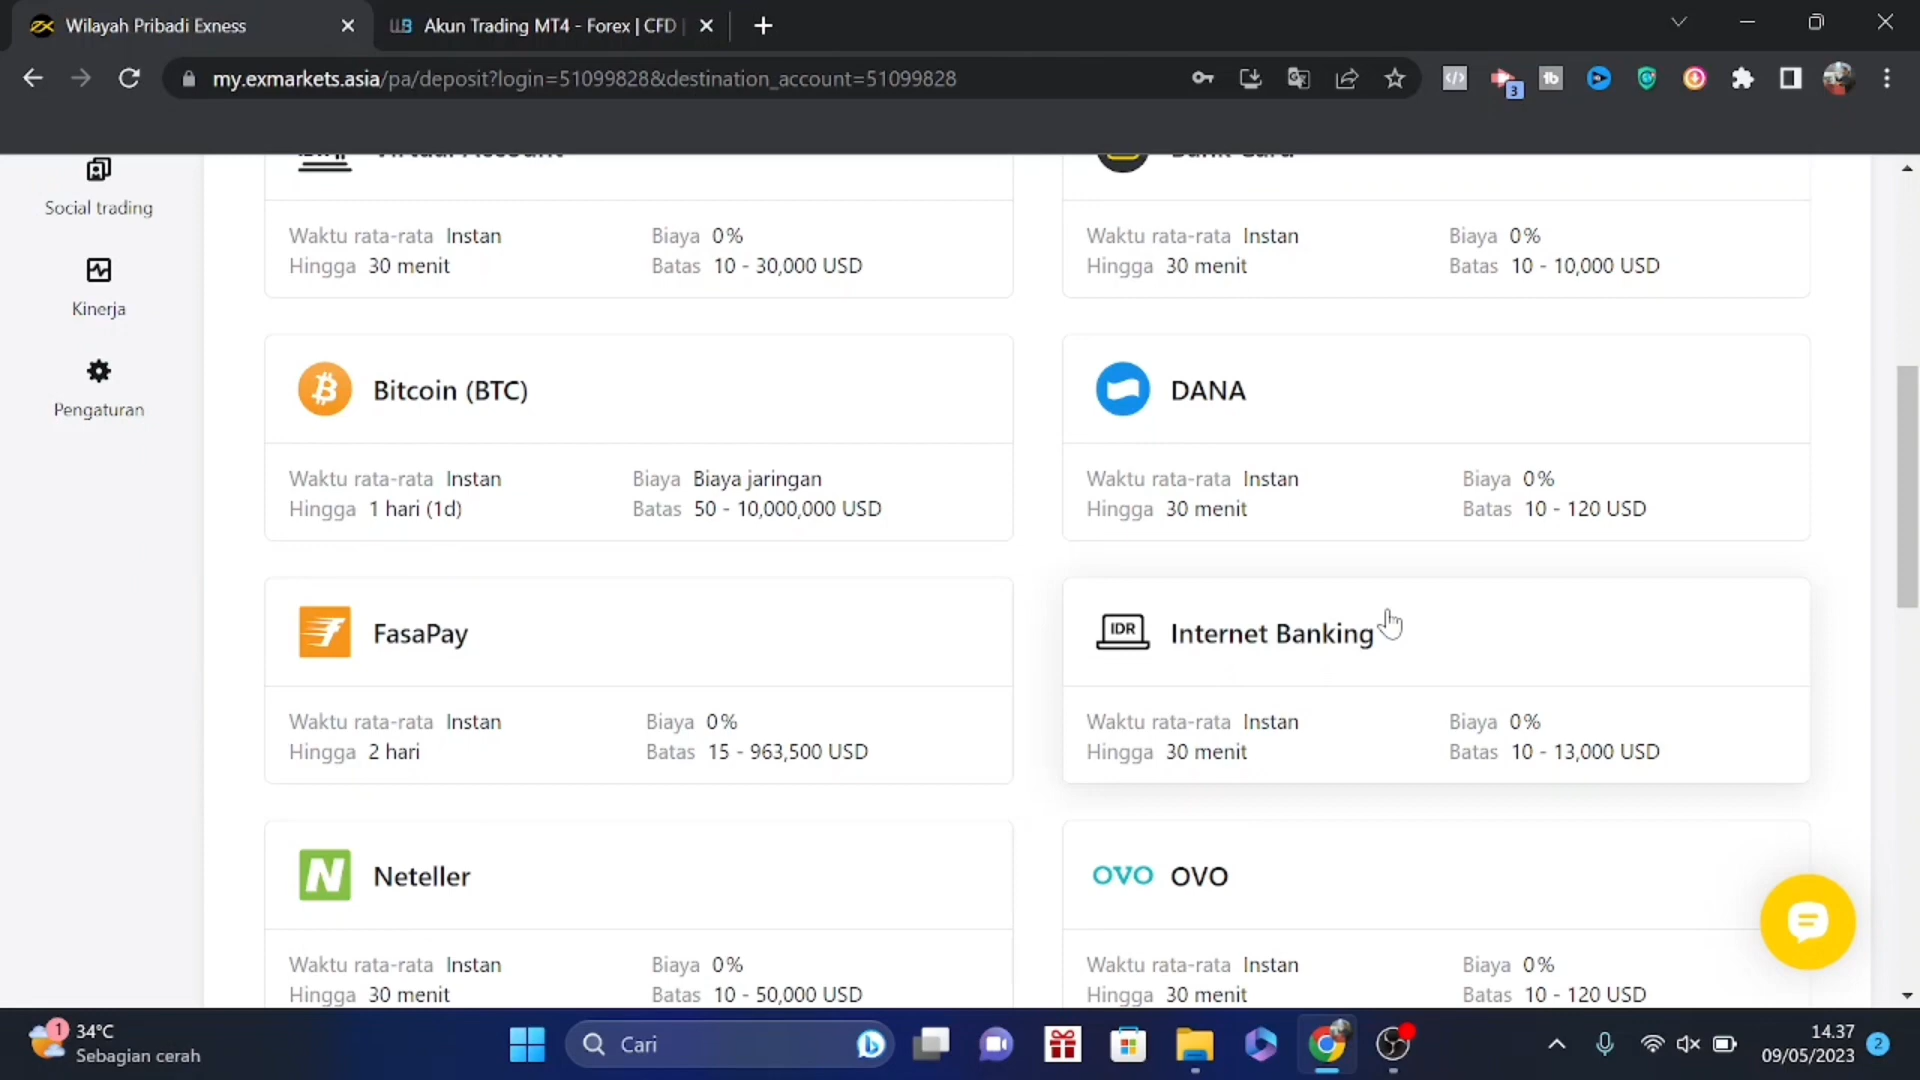 Wilayah Pribadi Exness
Akun Trading MT4 - Forex | CFD |
my.exmarkets.asia/pa/deposit?login=51099828&destination_account=51099828
3
Social trading
Kinerja
Pengaturan
Virtual Account
Waktu rata-rata Instan
Biaya 0%
Hingga 30 menit
Batas 10 - 30,000 USD
Bank Card
Waktu rata-rata Instan
Biaya 0%
Hingga 30 menit
Batas 10 - 10,000 USD
Bitcoin (BTC)
Waktu rata-rata Instan
Biaya Biaya jaringan
Hingga 1 hari (1d)
Batas 50 - 10,000,000 USD
DANA
Waktu rata-rata Instan
Biaya 0%
Hingga 30 menit
Batas 10 - 120 USD
FasaPay
Waktu rata-rata Instan
Biaya 0%
Hingga 2 hari
Batas 15 - 963,500 USD
IDR
Internet Banking
Waktu rata-rata Instan
Biaya 0%
Hingga 30 menit
Batas 10 - 13,000 USD
N
Neteller
Waktu rata-rata Instan
Biaya 0%
Hingga 30 menit
Batas 10 - 50,000 USD
OVO
OVO
Waktu rata-rata Instan
Biaya 0%
Hingga 30 menit
Batas 10 - 120 USD
1
34°C
Sebagian cerah
Cari
14.37
09/05/2023
2